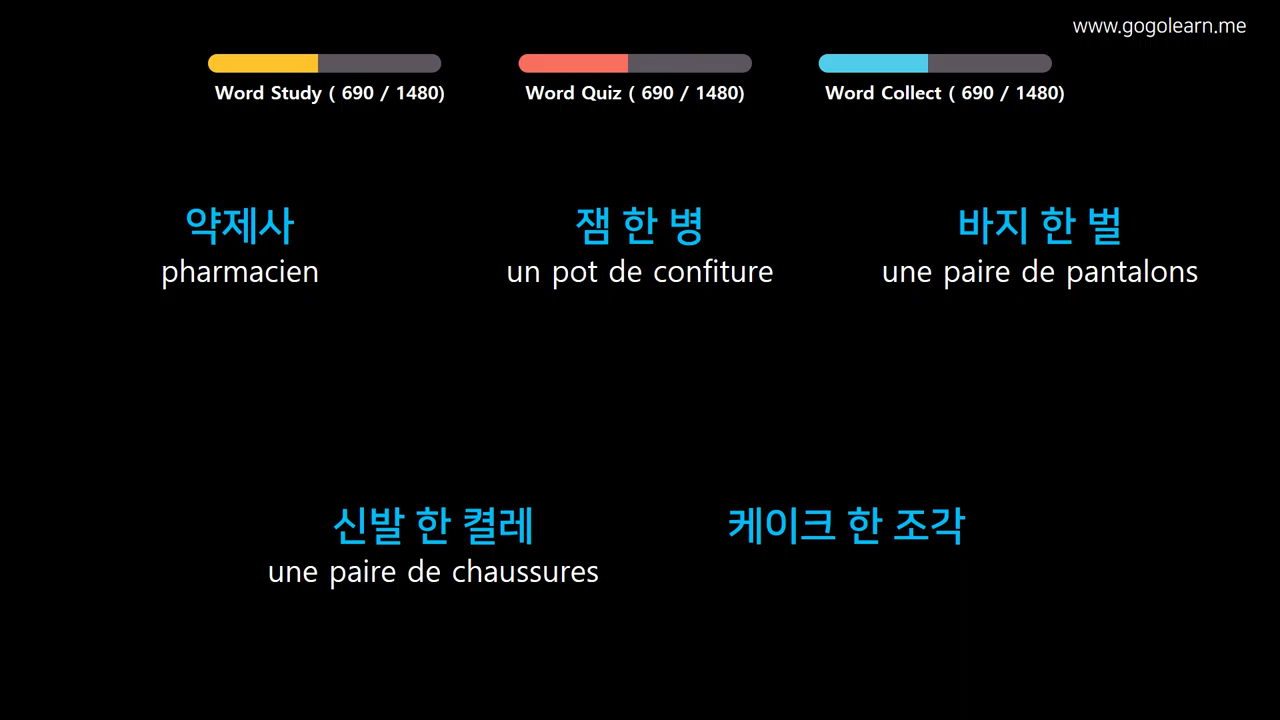 www.gogolearn.me
Word Study ( 690 / 1480)
Word Quiz ( 690 / 1480)
Word Collect ( 690 / 1480)
약제사
pharmacien
잼 한 병
un pot de confiture
바지 한 벌
une paire de pantalons
신발 한 켤레
une paire de chaussures
케이크 한 조각